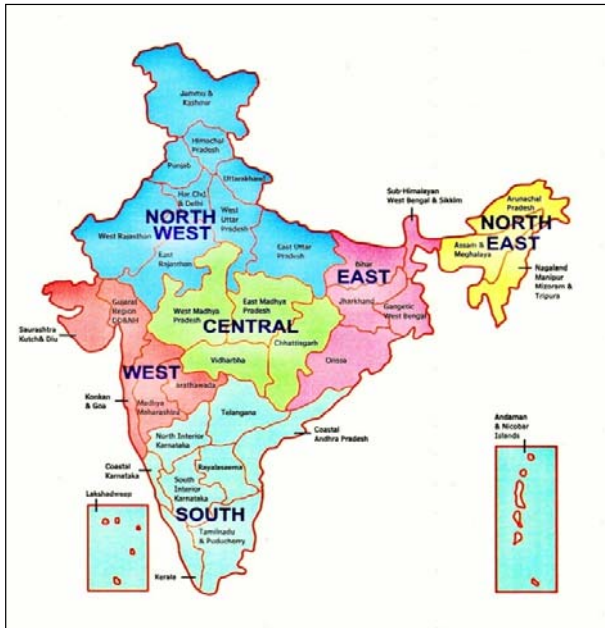 Jammu &
Kashmir
Himachal
Pradesh
Punjab
Uttarakhand
Har.Chd
& Delhi
West
Uttar
Pradesh
NORTH
WEST
West Rajasthan
East
Rajasthan
East Uttar
Pradesh
Sub-Himalayan
West Bengal & Sikkim
Arunachal
Pradesh
NORTH
EAST
Assam &
Meghalaya
Nagaland
Manipur
Mizoram &
Tripura
Bihar
EAST
Jharkhand
Gangetic
West Bengal
Orissa
Gujarat
Region
DD&NH
Saurashtra
Kutch& Diu
West Madhya
Pradesh
East Madhya
Pradesh
CENTRAL
Chhattisgarh
Vidharbha
WEST
arathawada
Konkan
& Goa
Madhya
Maharashtra
Telangana
Coastal
Andhra Pradesh
North Interior
Karnataka
Coastal
Karnataka
Rayalaseema
South
Interior
Karnataka
SOUTH
Tamilnadu
& Puducherry
Kerala
Lakshadweep
Andaman
& Nicobar
Islands